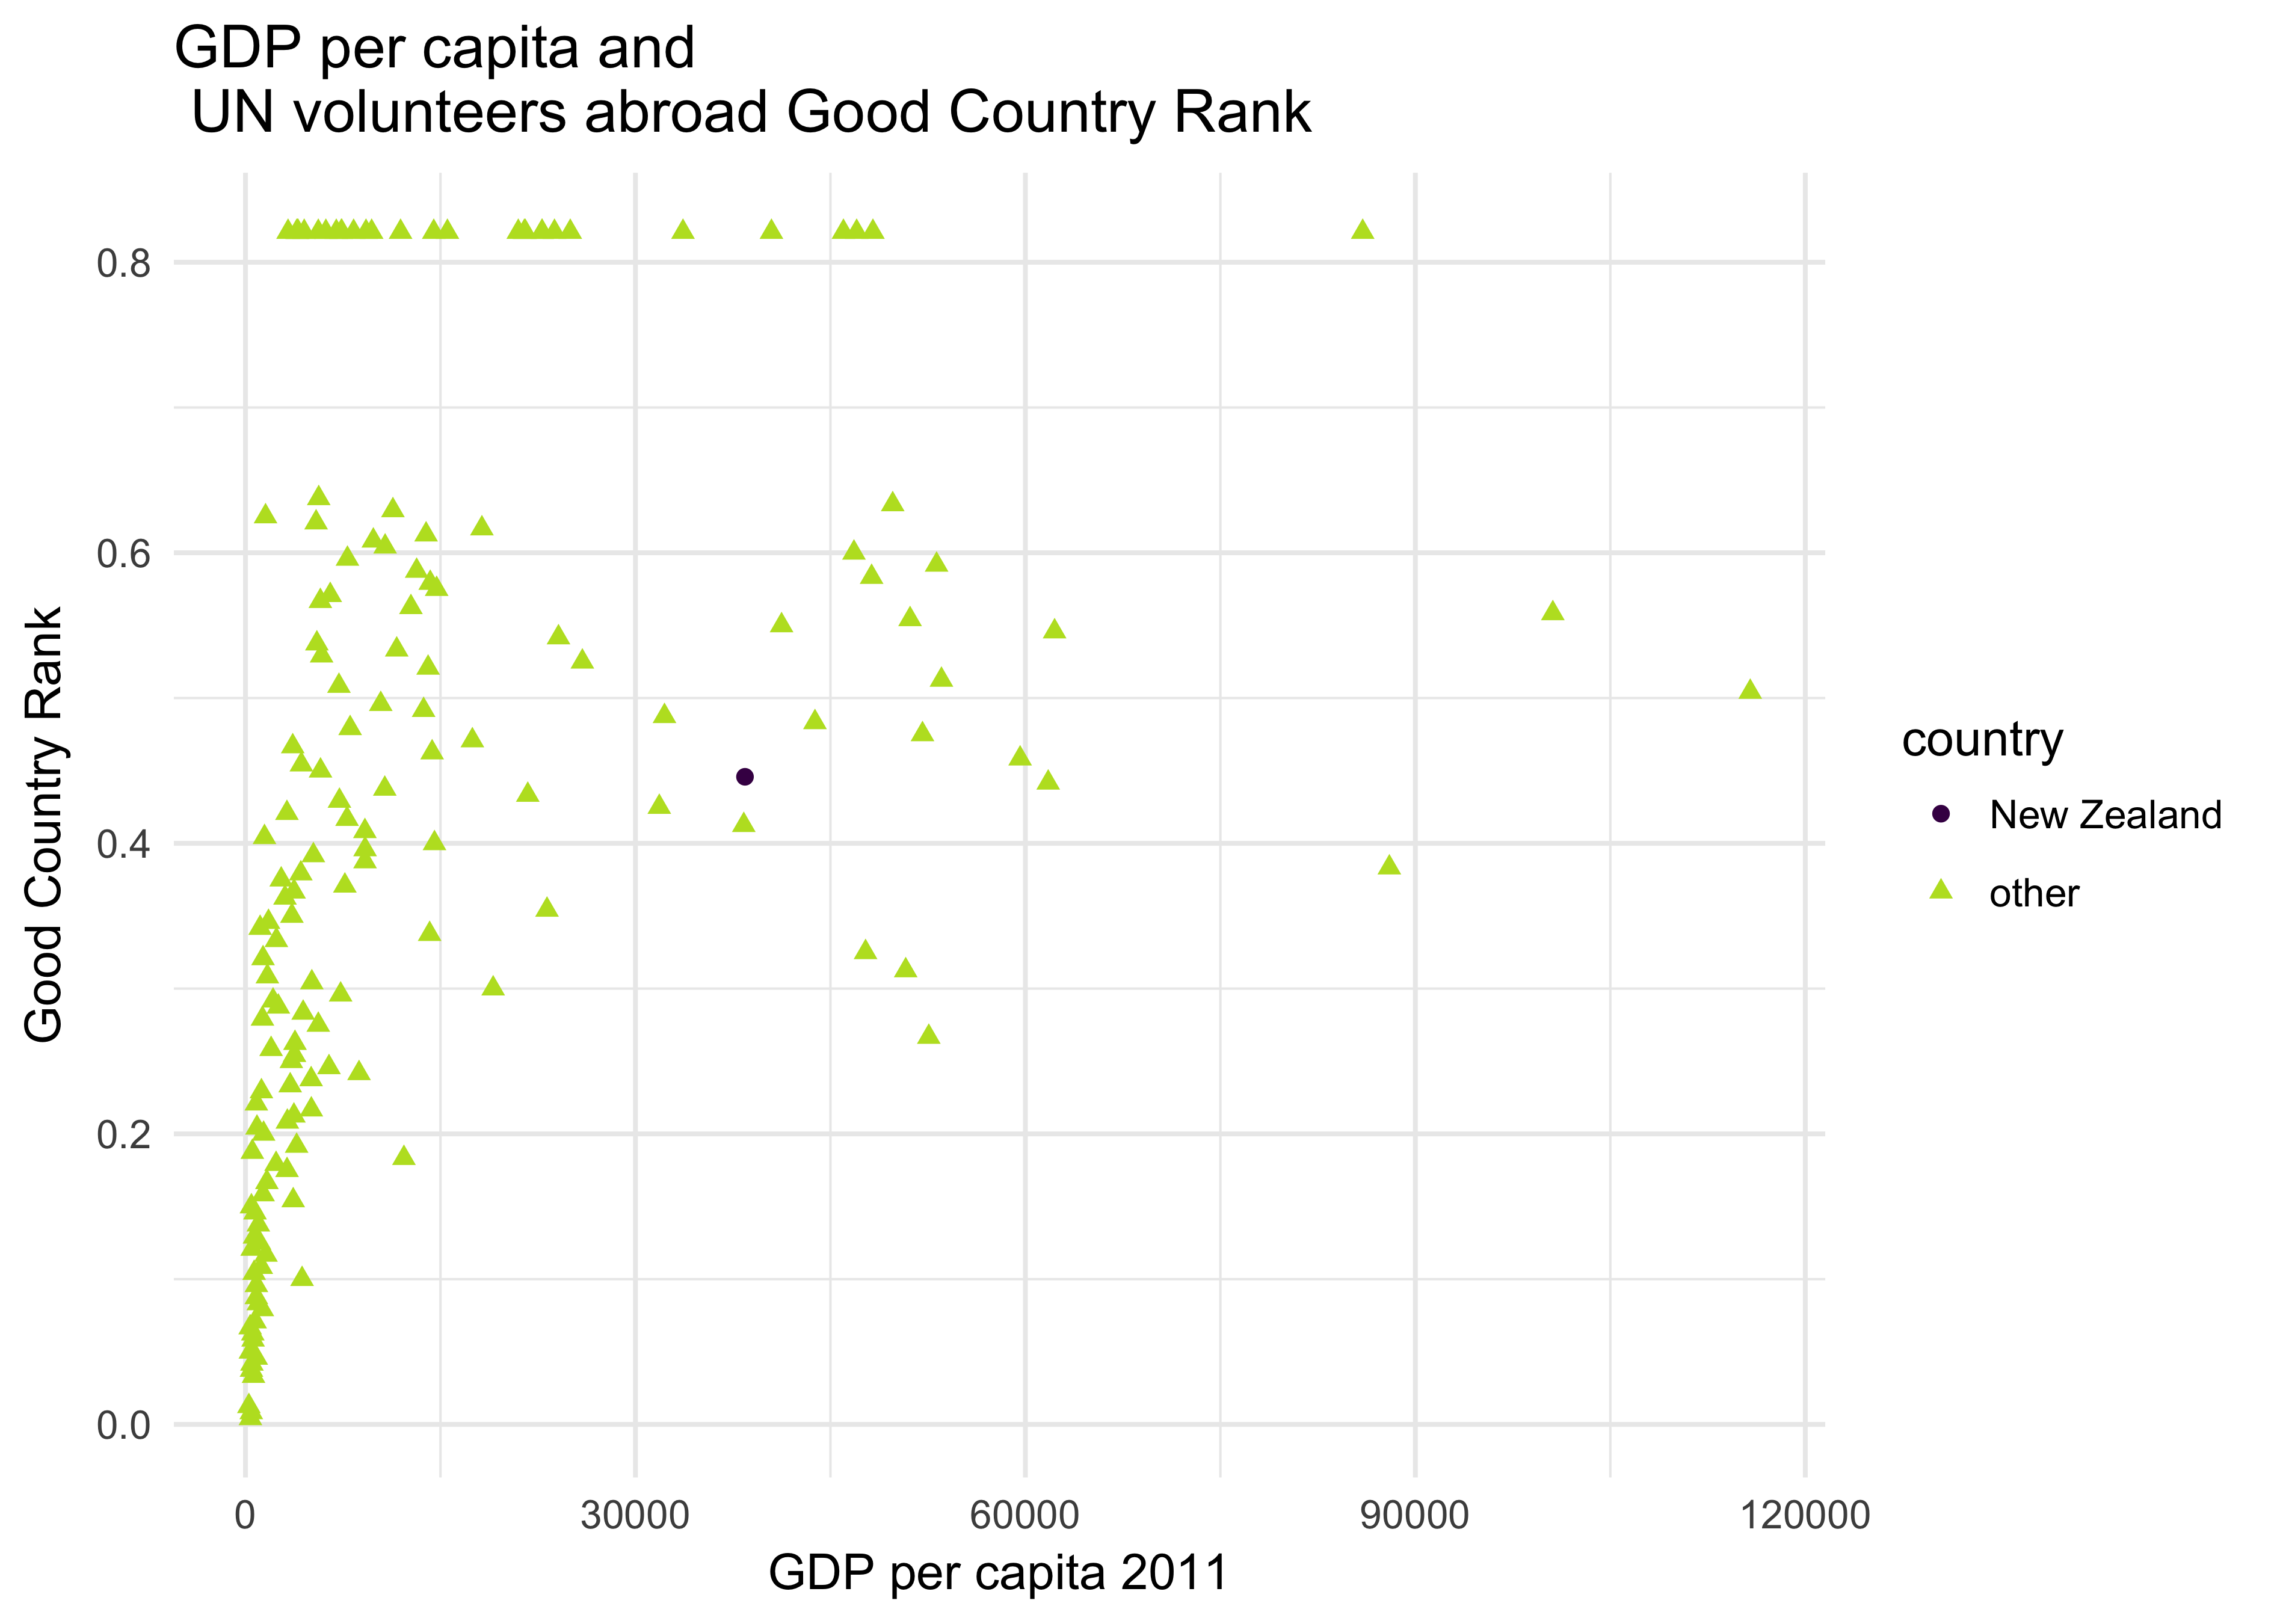 GDP per capita and
UN volunteers abroad Good Country Rank
0.8
0.6
0.4
0.2
0.0
Good Country Rank
0 30000 60000 90000 120000
GDP per capita 2011
country
New Zealand
other